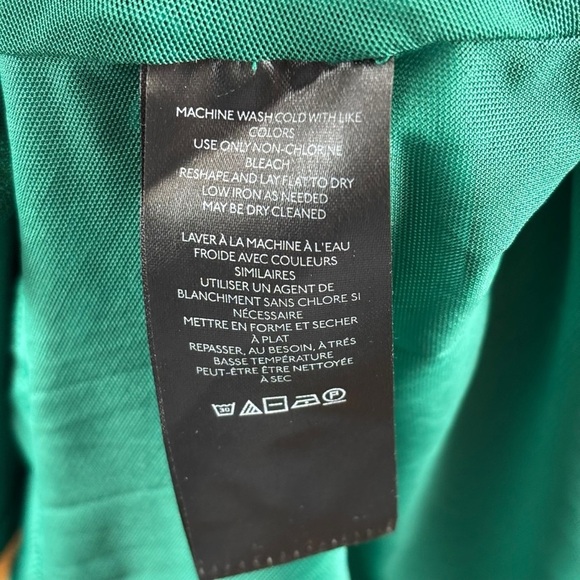 MACHINE WASH COLD WITH LIKE
COLORS
USE ONLY NON-CHLORINE
BLEACH
RESHAPE AND LAY FLAT TO DRY
LOW IRON AS NEEDED
MAY BE DRY CLEANED
LAVER À LA MACHINE À L'EAU
FROIDE AVEC COULEURS
SIMILAIRES
UTILISER UN AGENT DE
BLANCHIMENT SANS CHLORE SI
NÉCESSAIRE
METTRE EN FORME ET SECHER
À PLAT
REPASSER, AU BESOIN, À TRÉS
BASSE TEMPÉRATURE
PEUT-ÊTRE ÊTRE NETTOYÉE
À SEC
30 P